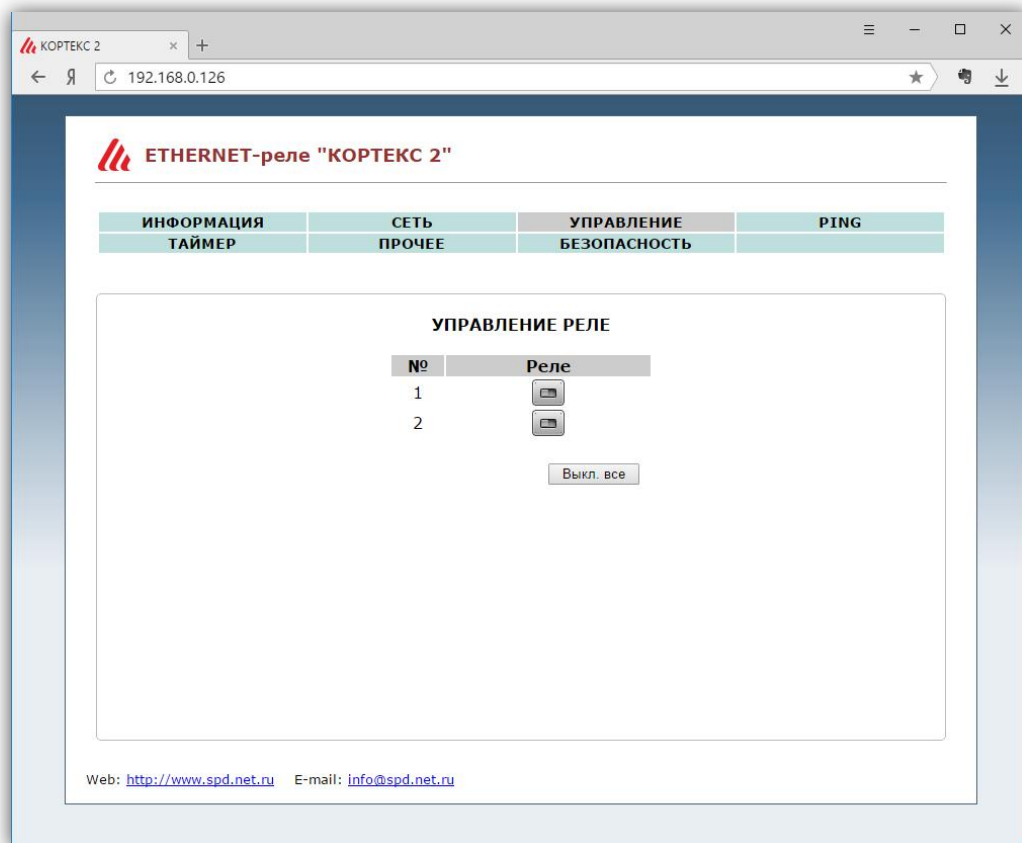 КОРТЕКС 2
192.168.0.126
ETHERNET-реле "КОРТЕКС 2"
ИНФОРМАЦИЯ СЕТЬ УПРАВЛЕНИЕ PING
ТАЙМЕР ПРОЧЕЕ БЕЗОПАСНОСТЬ
УПРАВЛЕНИЕ РЕЛЕ
№ Реле
1
2
Выкл. все
Web: http://www.spd.net.ru E-mail: info@spd.net.ru